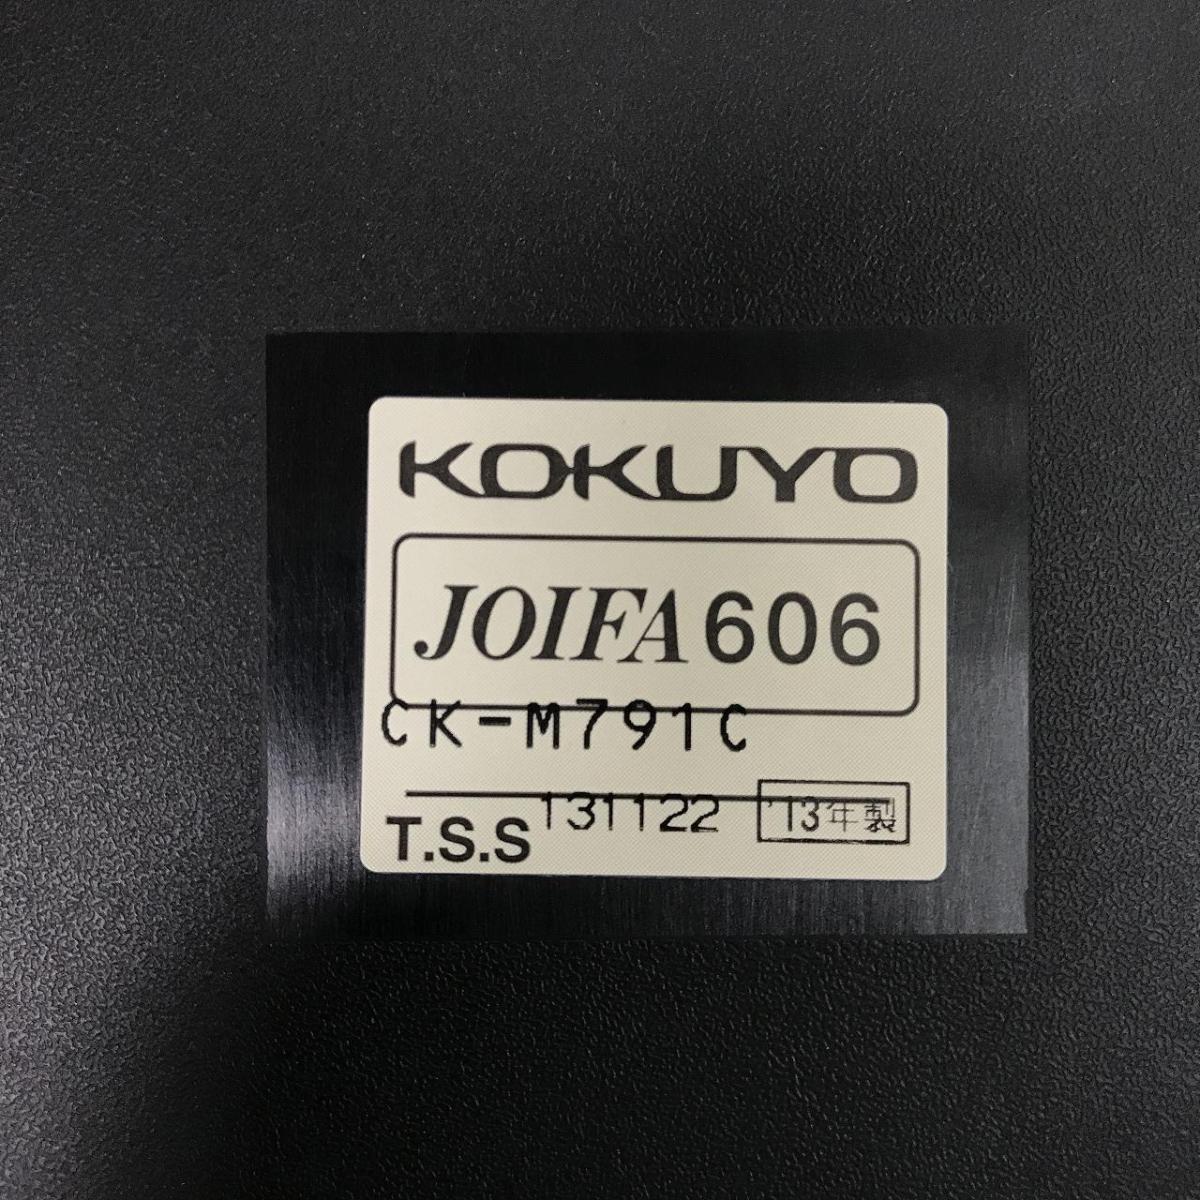 KOKUYO
JOIFA 606
CK-M791C
T.S.S 131122 '13年製